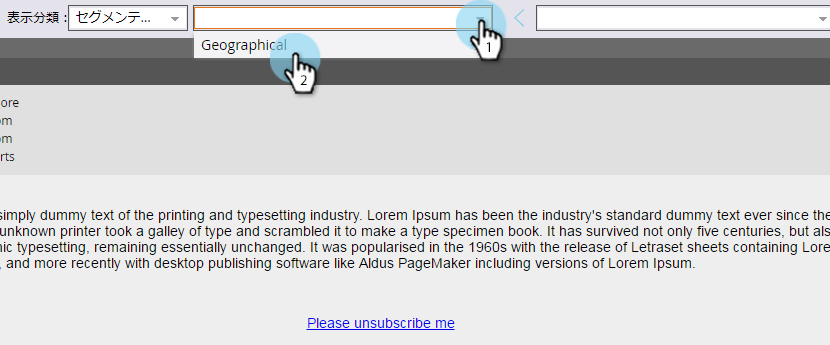 表示分類 : セグメンテ...
Geographical
1
2
ore
om
om
rts
simply dummy text of the printing and typesetting industry. Lorem Ipsum has been the industry's standard dummy text ever since the
unknown printer took a galley of type and scrambled it to make a type specimen book. It has survived not only five centuries, but als
nic typesetting, remaining essentially unchanged. It was popularised in the 1960s with the release of Letraset sheets containing Lore
, and more recently with desktop publishing software like Aldus PageMaker including versions of Lorem Ipsum.
Please unsubscribe me